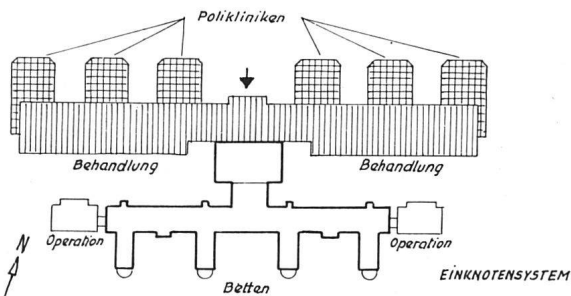 Polikliniken
Behandlung
Behandlung
N
Operation
Operation
Betten
EINKNOTENSYSTEM